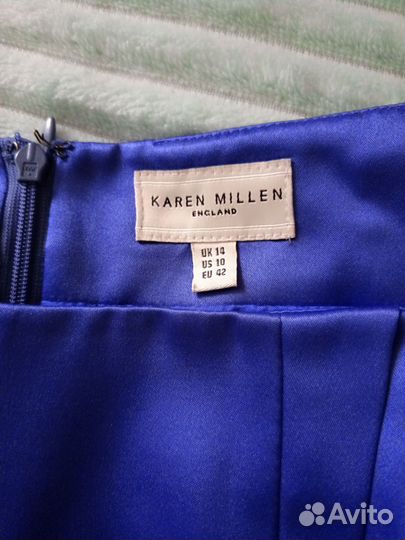 KAREN MILLEN
ENGLAND
UK 14
US 10
EU 42
Avito